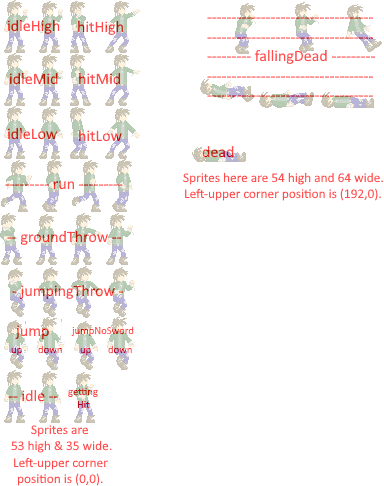 idleHigh hitHigh
idleMid hitMid
idleLow hitLow
---------- run ----------
-- groundThrow --
- jumpingThrow -
jump jumpNoSword
up down up down
-- idle -- getting
Hit
Sprites are
53 high & 35 wide.
Left-upper corner
position is (0,0).
fallingDead
dead
Sprites here are 54 high and 64 wide.
Left-upper corner position is (192,0).